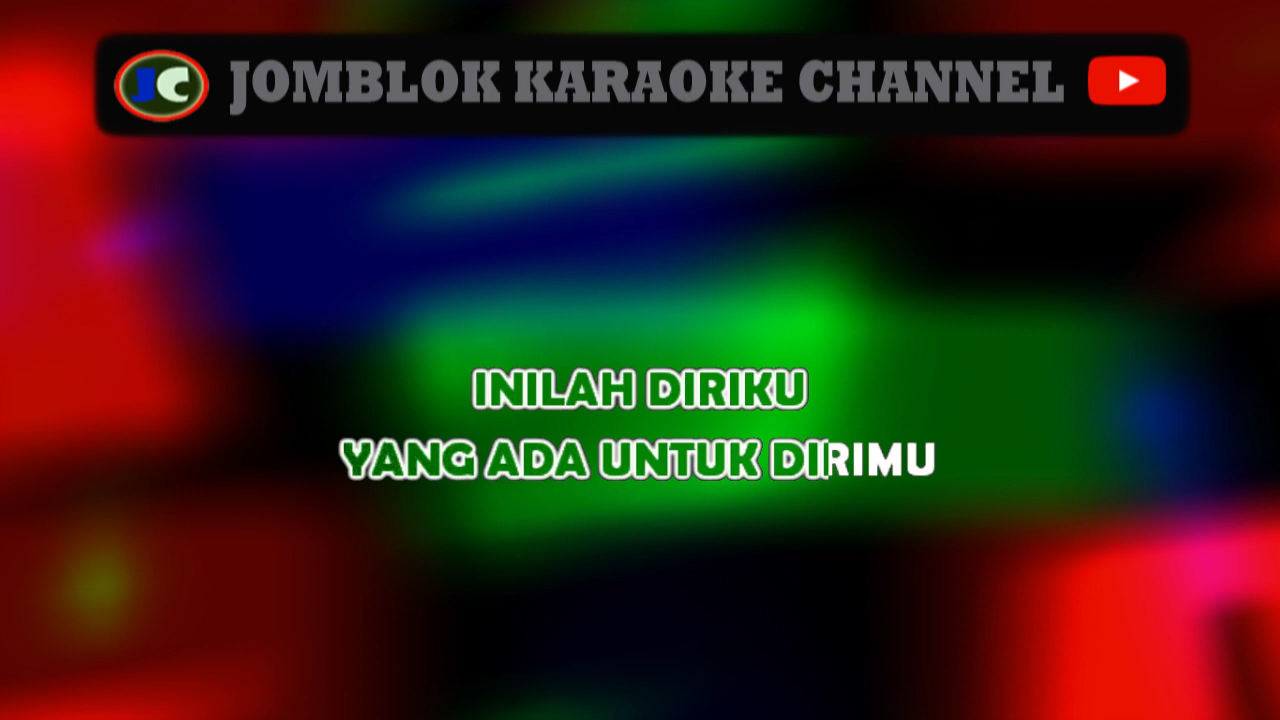 JC JOMBLOK KARAOKE CHANNEL
INILAH DIRIKU
YANG ADA UNTUK DIRIMU